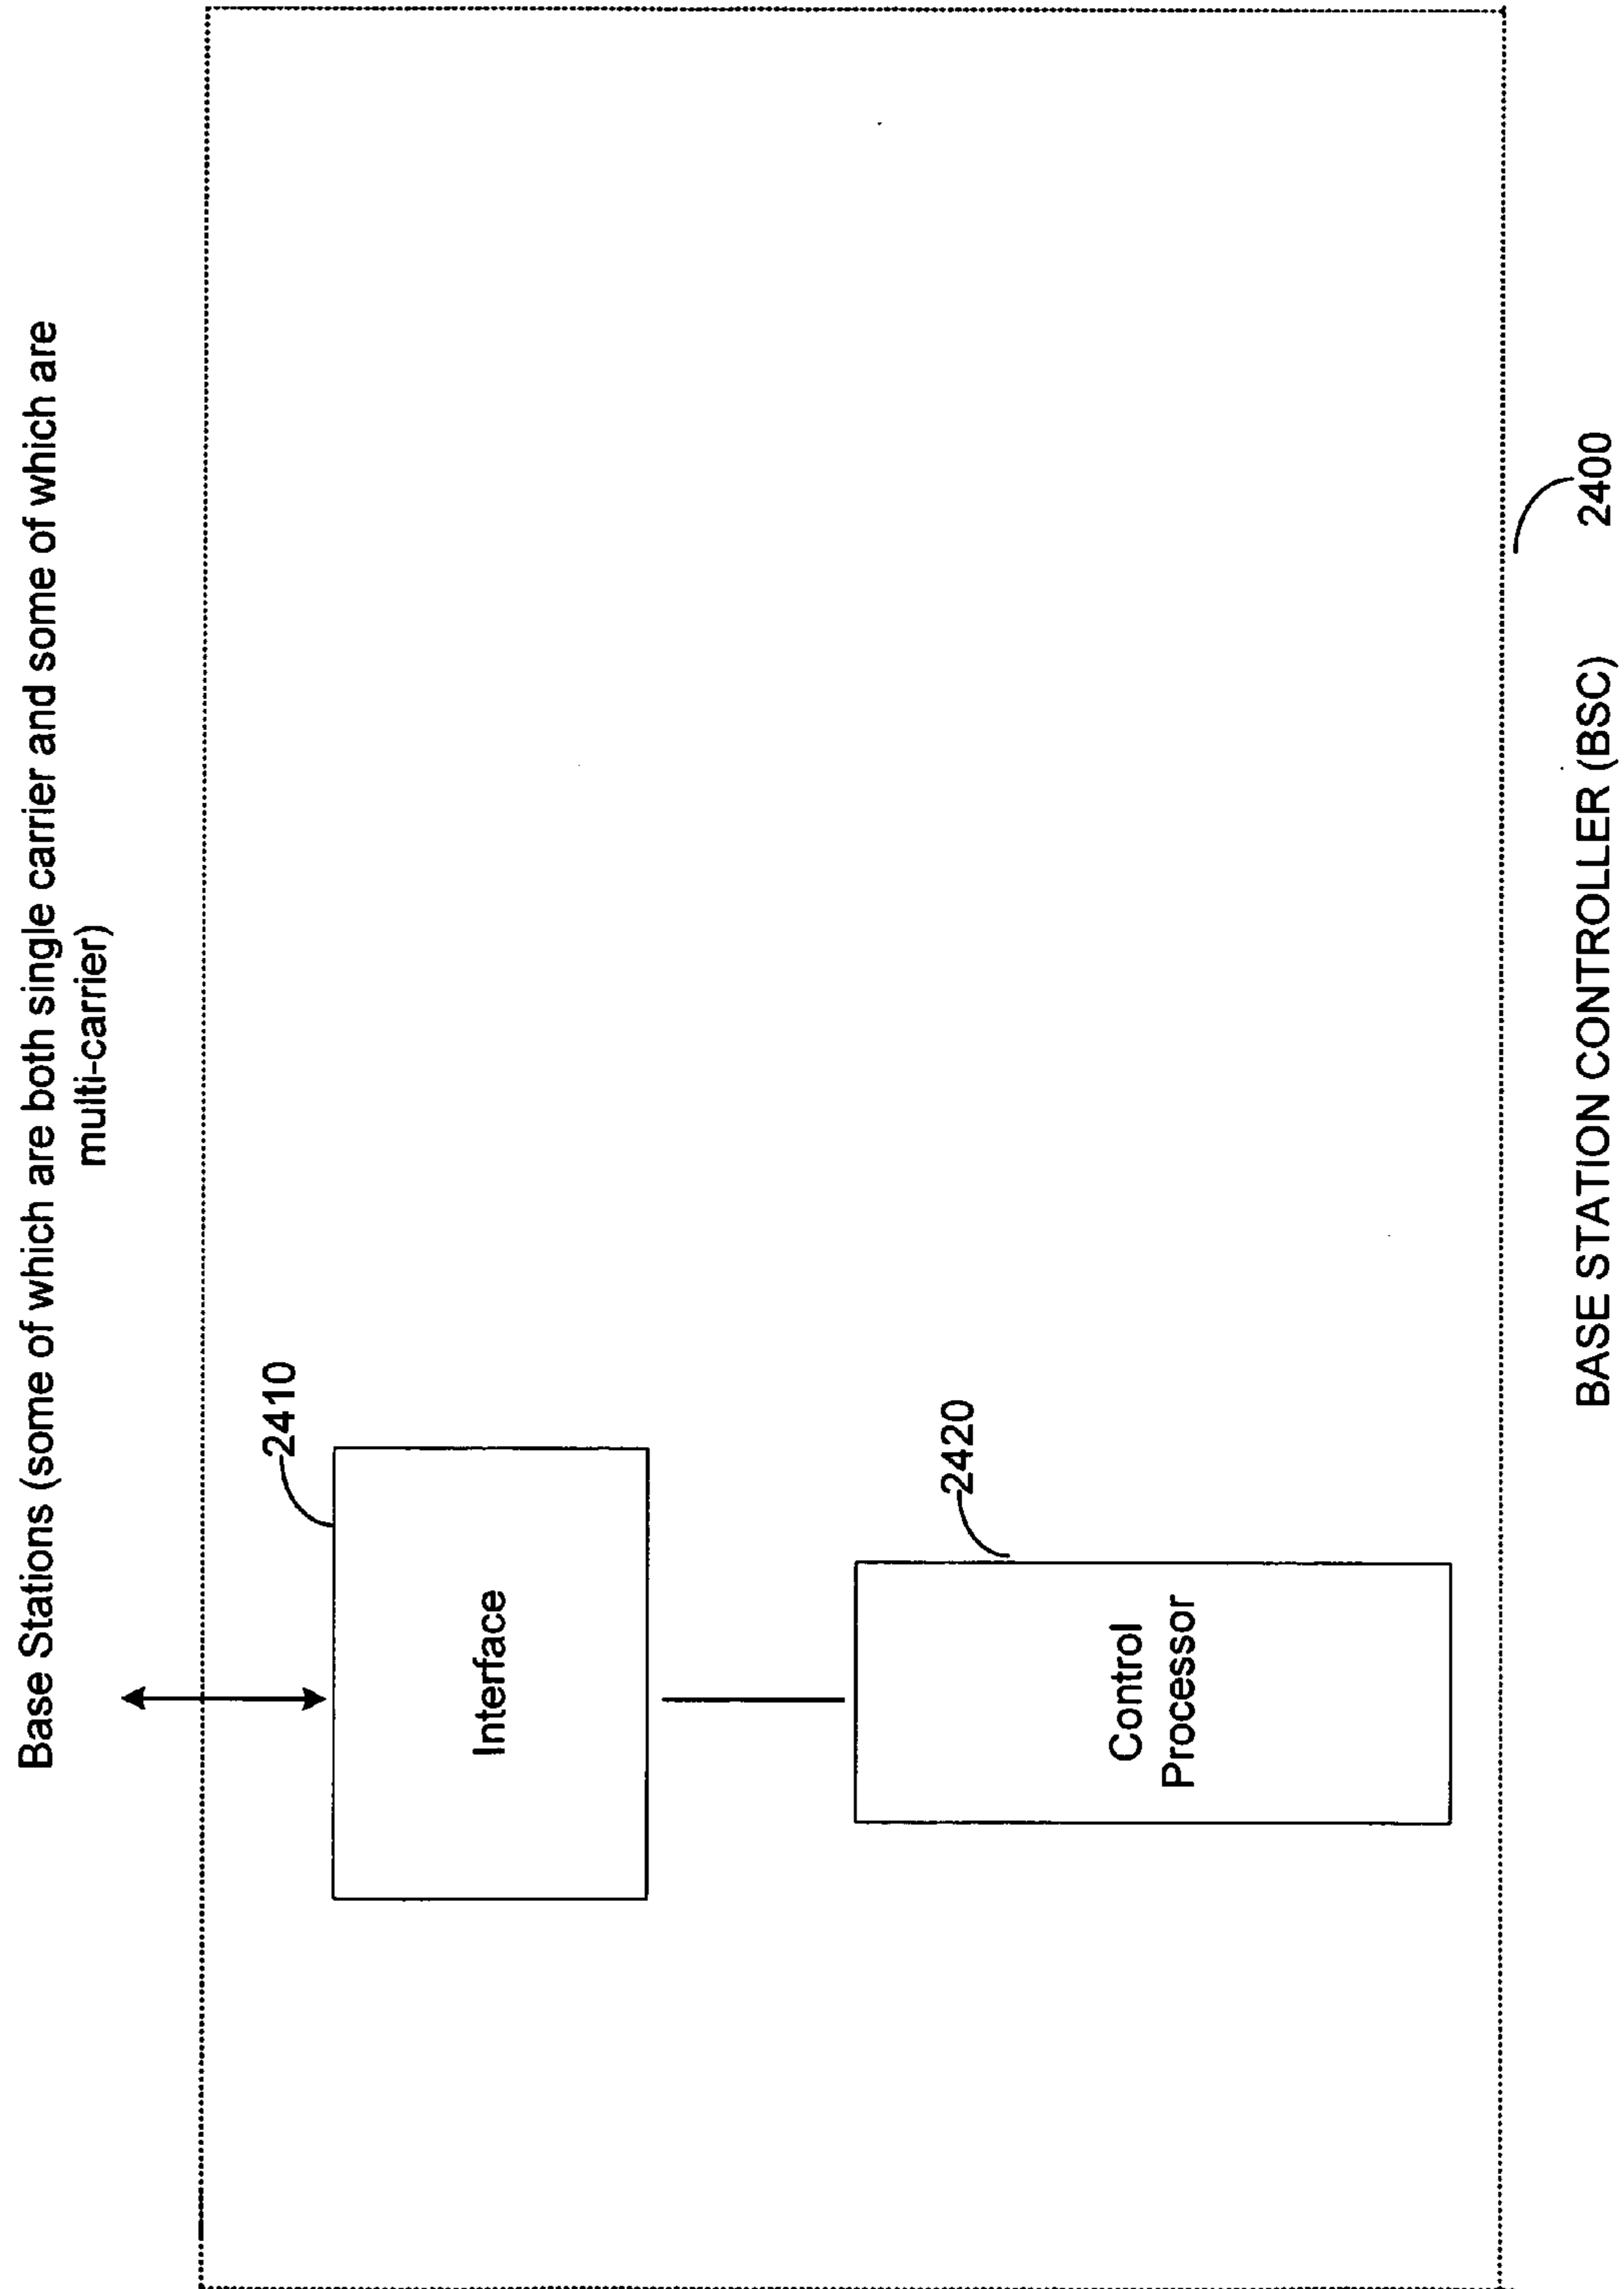 Base Stations (some of which are both single carrier and some of which are
multi-carrier)
2410
Interface
2420
Control
Processor
BASE STATION CONTROLLER (BSC) 2400